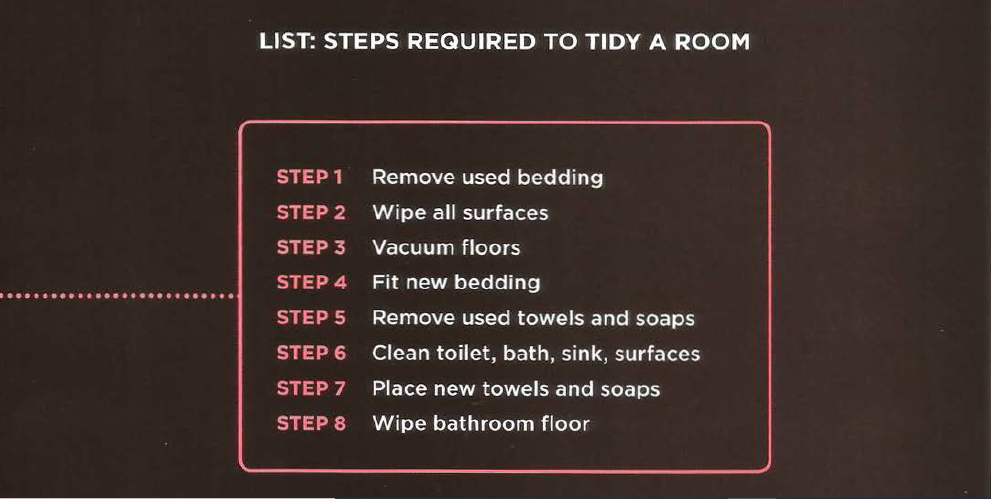 LIST: STEPS REQUIRED TO TIDY A ROOM
STEP 1 Remove used bedding
STEP 2 Wipe all surfaces
STEP 3 Vacuum floors
STEP 4 Fit new bedding
STEP 5 Remove used towels and soaps
STEP 6 Clean toilet, bath, sink, surfaces
STEP 7 Place new towels and soaps
STEP 8 Wipe bathroom floor